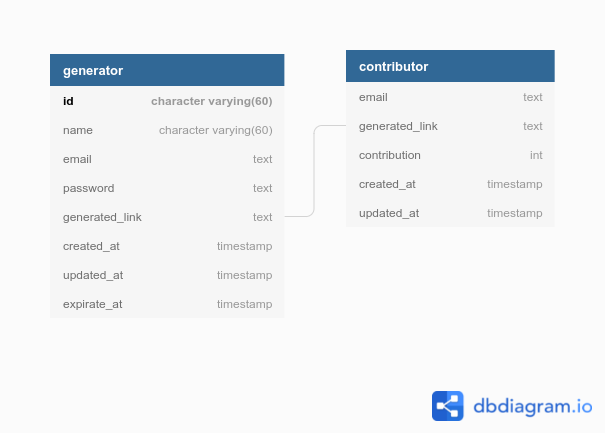 generator
id character varying(60)
name character varying(60)
email text
password text
generated_link text
created_at timestamp
updated_at timestamp
expirate_at timestamp
contributor
email text
generated_link text
contribution int
created_at timestamp
updated_at timestamp
dbdiagram.io